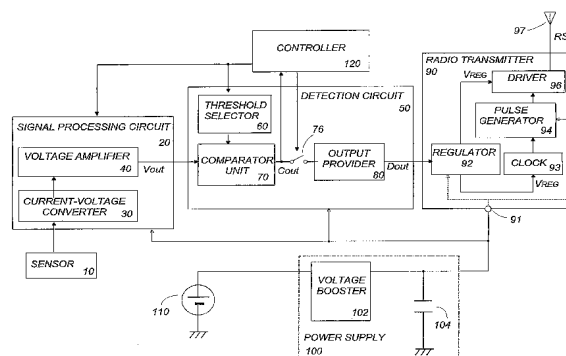 97
RS
CONTROLLER
120
RADIO TRANSMITTER
90
VREG
DRIVER
96
DETECTION CIRCUIT
50
THRESHOLD
SELECTOR
60
76
PULSE
GENERATOR
94
SIGNAL PROCESSING CIRCUIT
20
VOLTAGE AMPLIFIER
40
Vout
COMPARATOR
UNIT
70
Cout
OUTPUT
PROVIDER
80
Dout
REGULATOR
92
CLOCK
93
VREG
CURRENT-VOLTAGE
CONVERTER
30
91
SENSOR
10
110
VOLTAGE
BOOSTER
102
104
POWER SUPPLY
100